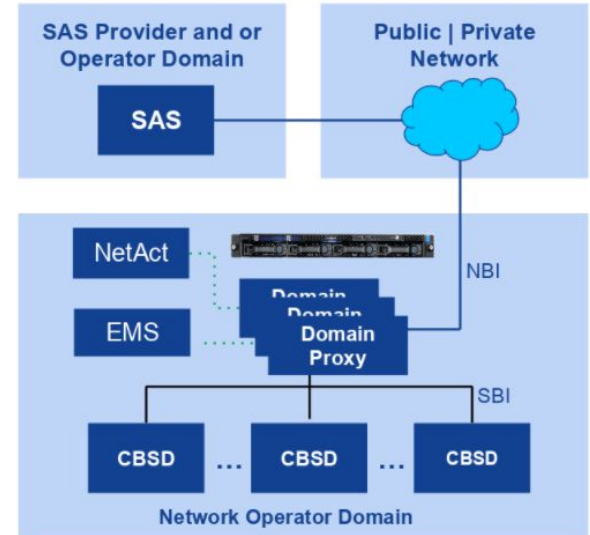 SAS Provider and or
Operator Domain
SAS
Public | Private
Network
NetAct
EMS
NBI
Domain
Domain
Domain
Proxy
SBI
CBSD
...
CBSD
...
CBSD
Network Operator Domain